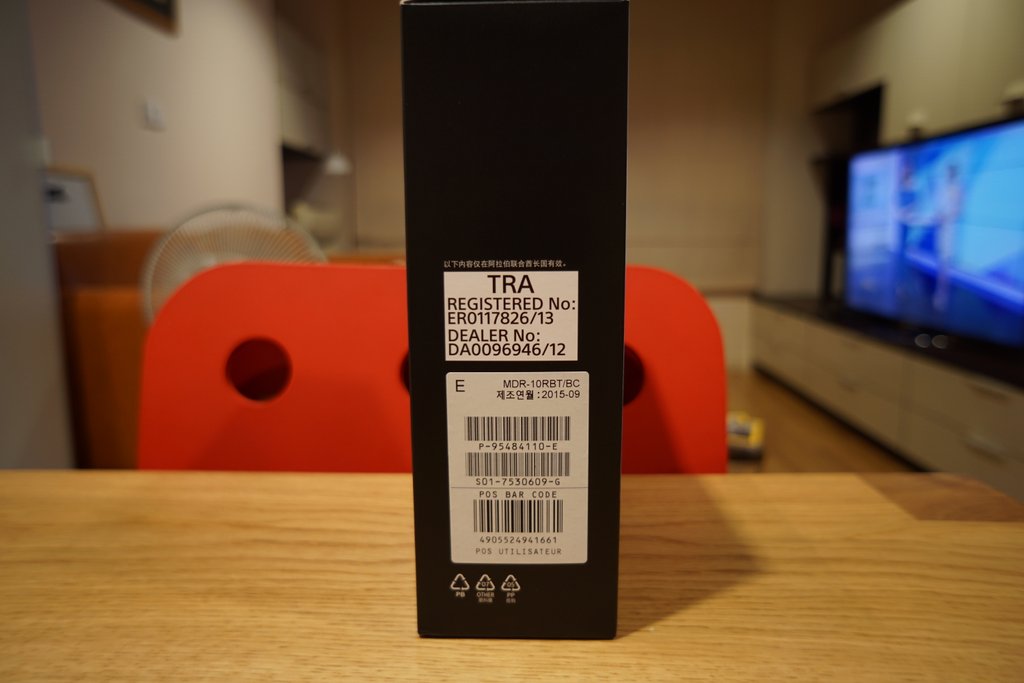 以下内容仅在阿拉伯联合酋长国有效。
TRA
REGISTERED No:
ER0117826/13
DEALER No:
DA0096946/12
E
MDR-10RBT/BC
제조연월 : 2015-09
P-95484110-E
S01-7530609-G
POS BAR CODE
4905524941661
POS UTILISATEUR
PB 07 05
OTHER PP